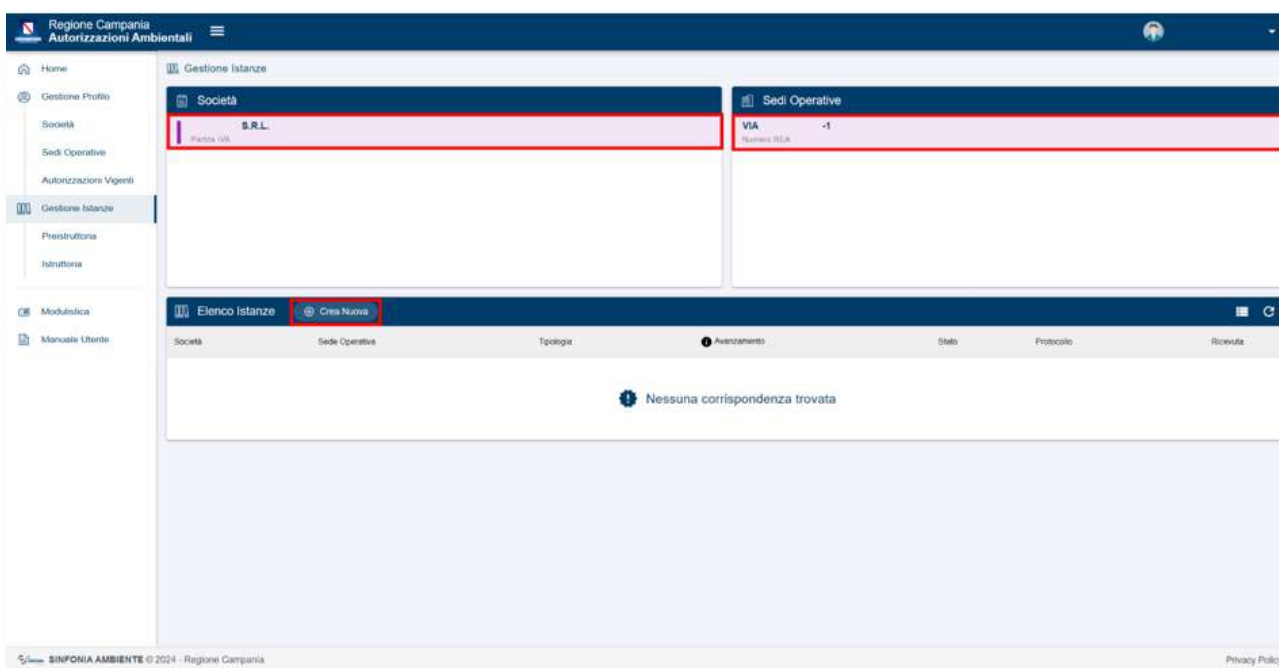 Regione Campania
Autorizzazioni Ambientali
Home
Gestione Profilo
Società
Sedi Operative
Autorizzazioni Vigenti
Gestione Istanze
Preistruttoria
Istruttoria
Modulistica
Manuale Utente
Gestione Istanze
Società
S.R.L.
Partita IVA
Sedi Operative
VIA -1
Numero REA
Elenco Istanze Crea Nuova
Società Sede Operativa Tipologia Avanzamento Stato Protocollo Ricevuta
Nessuna corrispondenza trovata
SINFONIA AMBIENTE © 2024 - Regione Campania
Privacy Polic